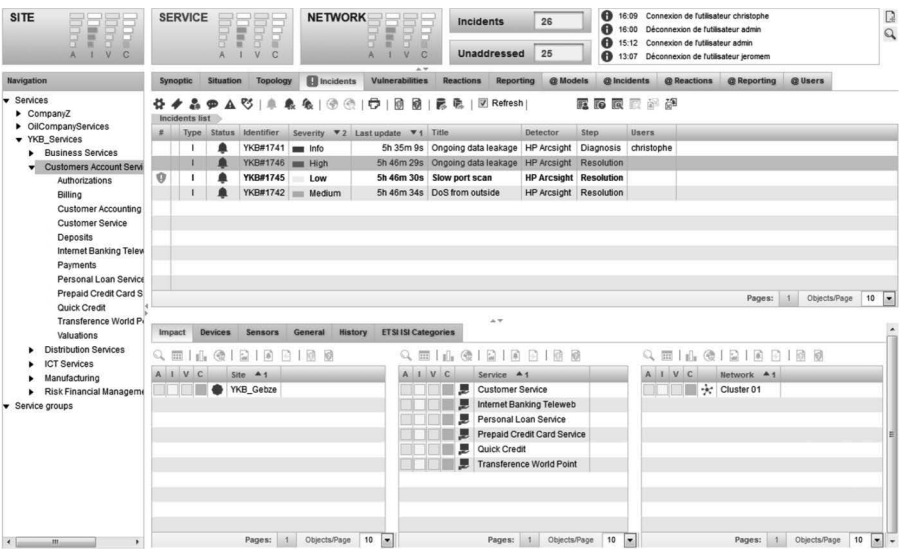 SITE
A I V C
SERVICE
A I V C
NETWORK
A I V C
Incidents 26
Unaddressed 25
16:09 Connexion de l'utilisateur christophe
16:00 Déconnexion de l'utilisateur admin
15:12 Connexion de l'utilisateur admin
13:07 Déconnexion de l'utilisateur jeromem
Navigation
Services
CompanyZ
OilCompanyServices
YKB_Services
Business Services
Customers Account Servi
Authorizations
Billing
Customer Accounting
Customer Service
Deposits
Internet Banking Telew
Payments
Personal Loan Service
Prepaid Credit Card S
Quick Credit
Transference World P
Valuations
Distribution Services
ICT Services
Manufacturing
Risk Financial Manageme
Service groups
Synoptic Situation Topology Incidents Vulnerabilities Reactions Reporting @ Models @ Incidents @ Reactions @ Reporting @ Users
Refresh
Incidents list
# Type Status Identifier Severity 2 Last update 1 Title Detector Step Users
I YKB#1741 Info 5h 35m 9s Ongoing data leakage HP Arcsight Diagnosis christophe
I YKB#1746 High 5h 46m 29s Ongoing data leakage HP Arcsight Resolution
I YKB#1745 Low 5h 46m 30s Slow port scan HP Arcsight Resolution
I YKB#1742 Medium 5h 46m 34s DoS from outside HP Arcsight Resolution
Pages: 1 Objects/Page 10
Impact Devices Sensors General History ETSI ISI Categories
A I V C Site 1
YKB_Gebze
Pages: 1 Objects/Page 10
A I V C Service 1
Customer Service
Internet Banking Teleweb
Personal Loan Service
Prepaid Credit Card Service
Quick Credit
Transference World Point
Pages: 1 Objects/Page 10
A I V C Network 1
Cluster 01
Pages: 1 Objects/Page 10